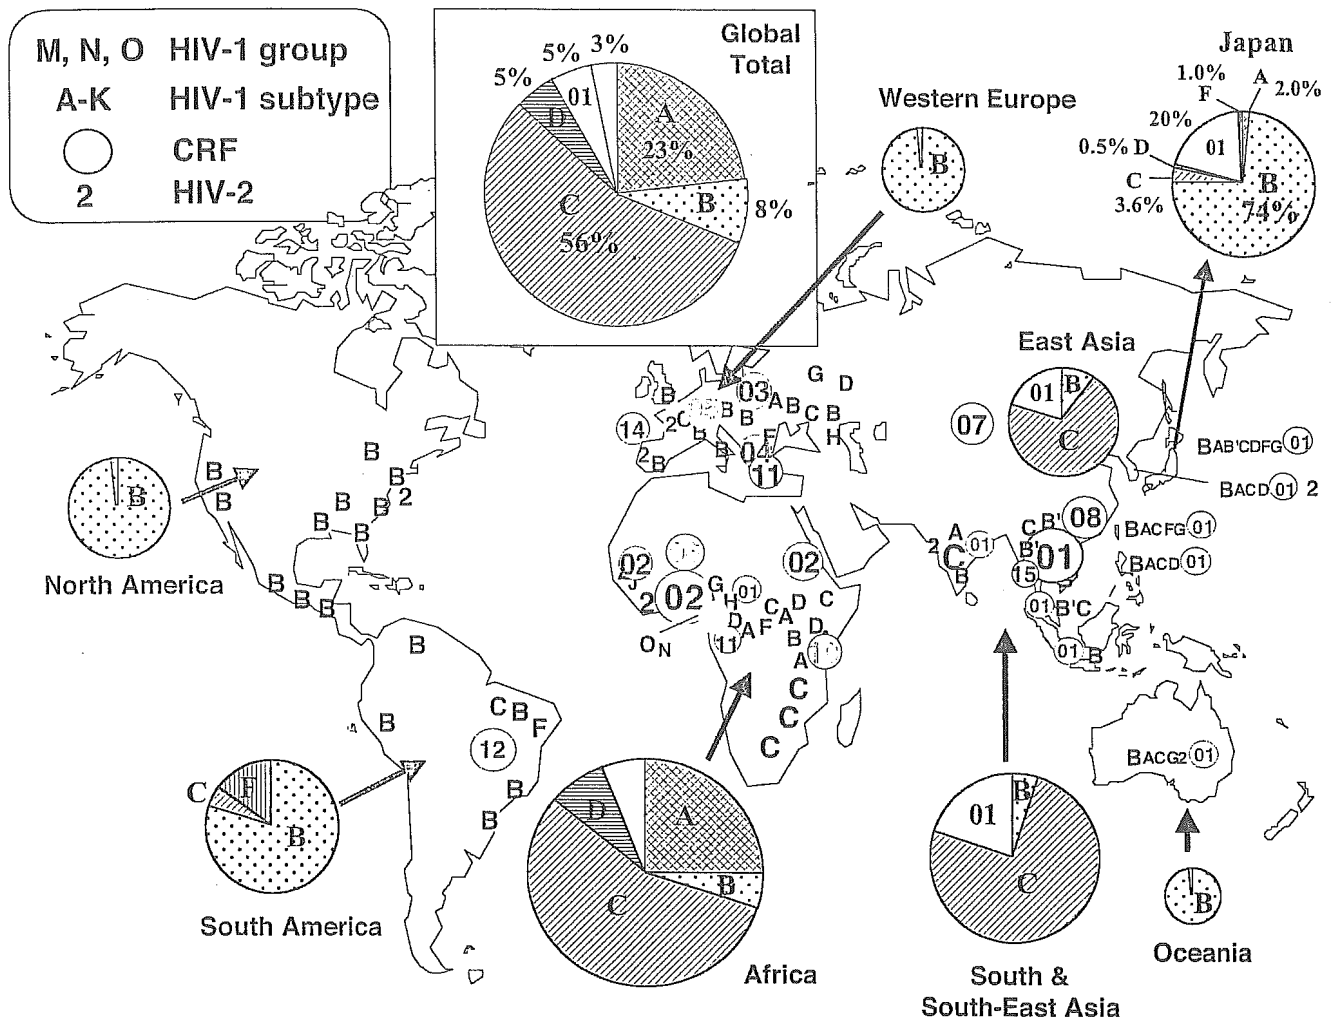 M, N, O HIV-1 group
A-K HIV-1 subtype
CRF
2 HIV-2
Global
Total
5%
5%
3%
01
D
A
23%
B
8%
C
56%
Western Europe
B
Japan
1.0%
F
A
2.0%
20%
01
0.5% D
C
3.6%
B
74%
East Asia
01
B
C
07
B
North America
B
B
B
B
2
B
B
B
B
B
B
B
B
B
C B
F
12
B
B
C
F
B
South America
B
14
2
C
B
B
B
03
A
B
C
B
G
D
H
2
B
B
04
F
11
02
2
02
02
G
H
01
O N
D
A
F
C
A
D
C
B
D
11
A
C
C
C
D
A
B
C
Africa
2
A
C
01
B
C
B'
08
B'
01
15
01
B'C
01
B
BAB'CDFG 01
BACD 01 2
BACFG 01
BACD 01
BACG2 01
01
B
C
South &
South-East Asia
B
Oceania